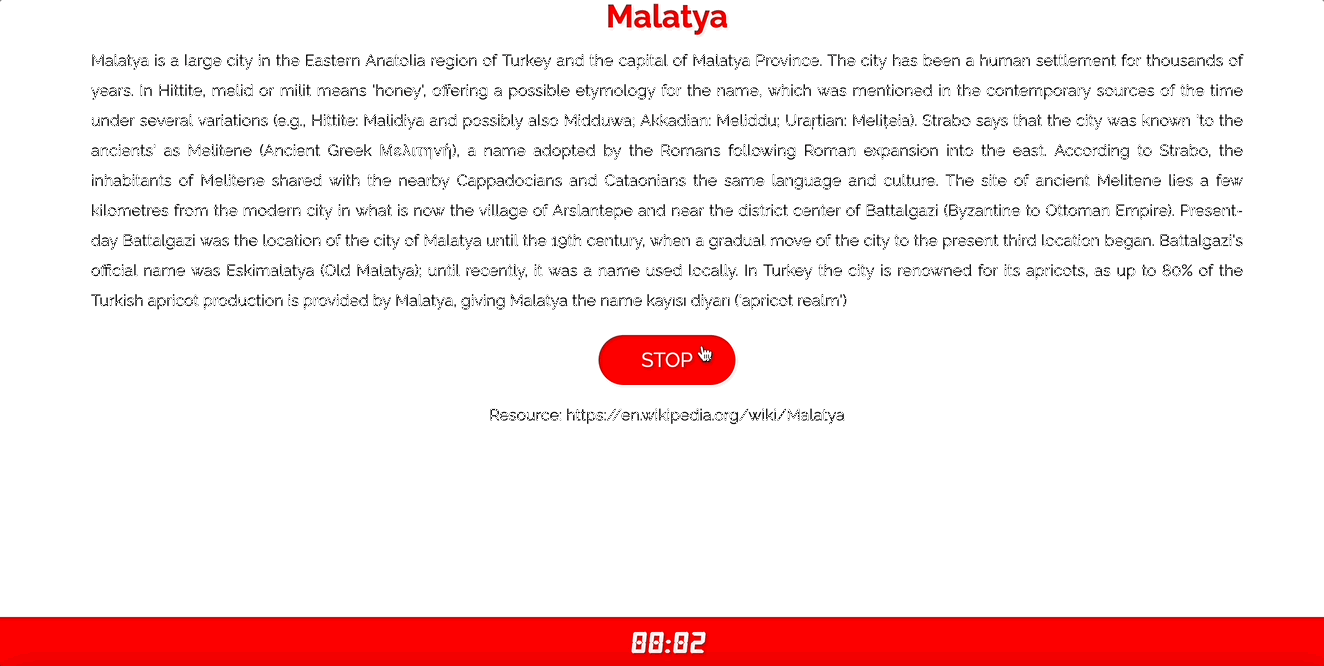 Malatya
Malatya is a large city in the Eastern Anatolia region of Turkey and the capital of Malatya Province. The city has been a human settlement for thousands of
years. In Hittite, melid or milit means 'honey', offering a possible etymology for the name, which was mentioned in the contemporary sources of the time
under several variations (e.g., Hittite: Malidiya and possibly also Midduwa; Akkadian: Meliddu; Urar̩tian: Meliṭeia). Strabo says that the city was known 'to the
ancients' as Melitene (Ancient Greek Μελιτηνή), a name adopted by the Romans following Roman expansion into the east. According to Strabo, the
inhabitants of Melitene shared with the nearby Cappadocians and Cataonians the same language and culture. The site of ancient Melitene lies a few
kilometres from the modern city in what is now the village of Arslantepe and near the district center of Battalgazi (Byzantine to Ottoman Empire). Present-
day Battalgazi was the location of the city of Malatya until the 19th century, when a gradual move of the city to the present third location began. Battalgazi's
official name was Eskimalatya (Old Malatya); until recently, it was a name used locally. In Turkey the city is renowned for its apricots, as up to 80% of the
Turkish apricot production is provided by Malatya, giving Malatya the name kayısı diyarı ('apricot realm')
STOP
Resource: https://en.wikipedia.org/wiki/Malatya
00:02